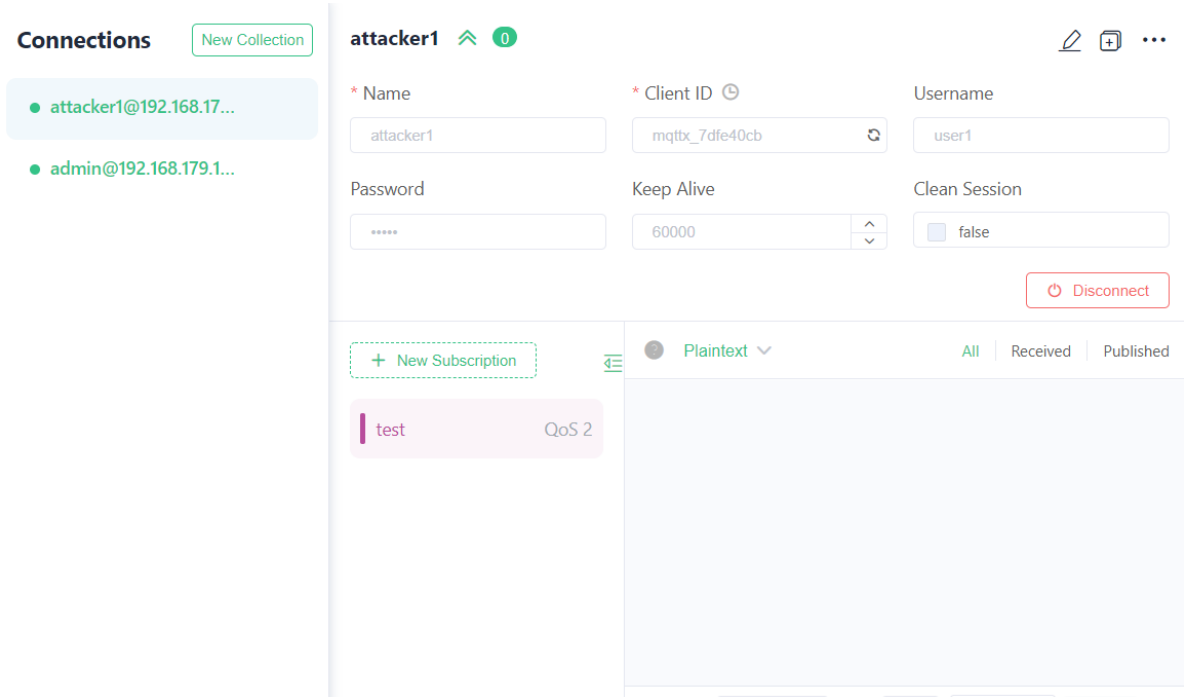 Connections
New Collection
attacker1@192.168.17...
admin@192.168.179.1...
attacker1 0
* Name
* Client ID
Username
attacker1
mqttx_7dfe40cb
user1
Password
Keep Alive
Clean Session
•••••
60000
false
Disconnect
+ New Subscription
? Plaintext
All
Received
Published
test
QoS 2